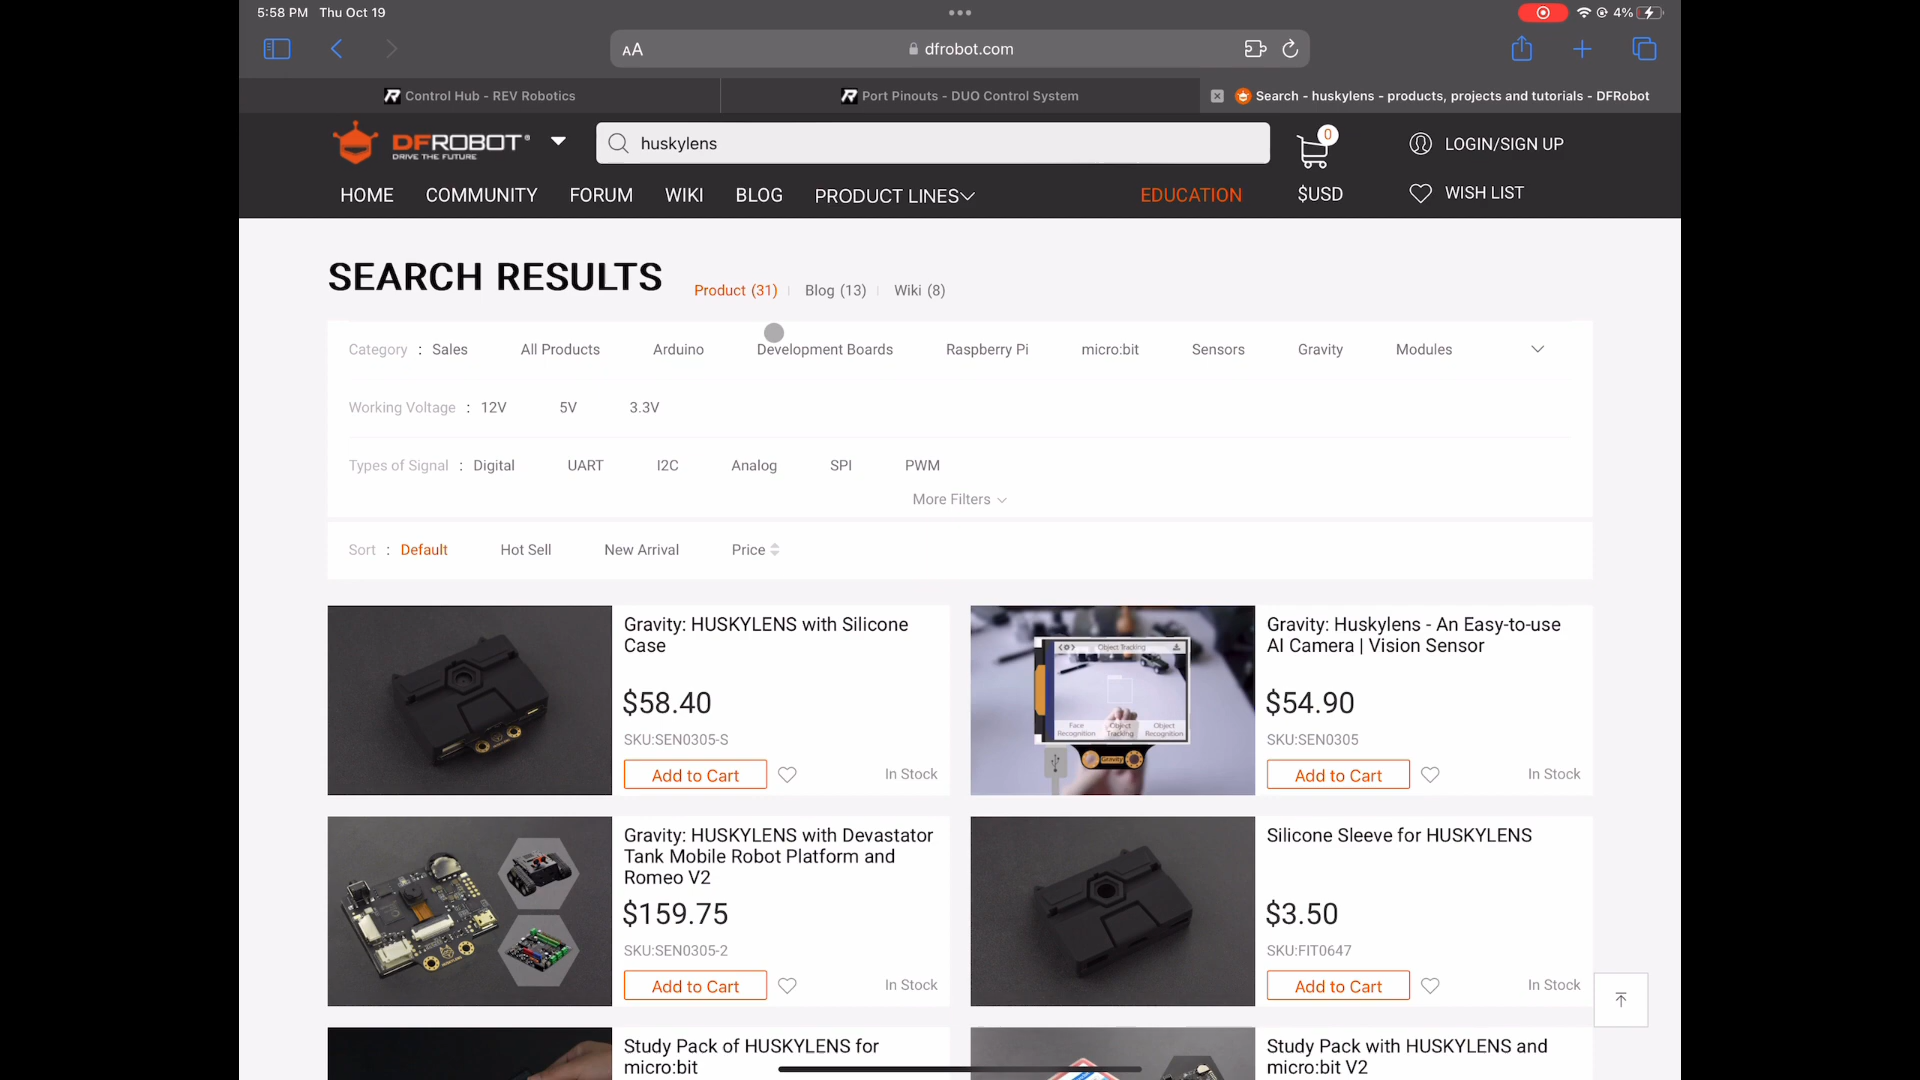 5:58 PM Thu Oct 19
4%
AA
dfrobot.com
Control Hub - REV Robotics
Port Pinouts - DUO Control System
Search - huskylens - products, projects and tutorials - DFRobot
DFROBOT
DRIVE THE FUTURE
huskylens
0
LOGIN/SIGN UP
HOME
COMMUNITY
FORUM
WIKI
BLOG
PRODUCT LINES
EDUCATION
$USD
WISH LIST
SEARCH RESULTS
Product (31)
Blog (13)
Wiki (8)
Category : Sales All Products Arduino Development Boards Raspberry Pi micro:bit Sensors Gravity Modules
Working Voltage : 12V 5V 3.3V
Types of Signal : Digital UART I2C Analog SPI PWM
More Filters
Sort : Default Hot Sell New Arrival Price
Gravity: HUSKYLENS with Silicone
Case
$58.40
SKU:SEN0305-S
Add to Cart
In Stock
Object Tracking
Face
Recognition
Object
Tracking
Object
Recognition
Gravity
Gravity: Huskylens - An Easy-to-use
AI Camera | Vision Sensor
$54.90
SKU:SEN0305
Add to Cart
In Stock
Gravity: HUSKYLENS with Devastator
Tank Mobile Robot Platform and
Romeo V2
$159.75
SKU:SEN0305-2
Add to Cart
In Stock
Silicone Sleeve for HUSKYLENS
$3.50
SKU:FIT0647
Add to Cart
In Stock
Study Pack of HUSKYLENS for
micro:bit
Study Pack with HUSKYLENS and
micro:bit V2